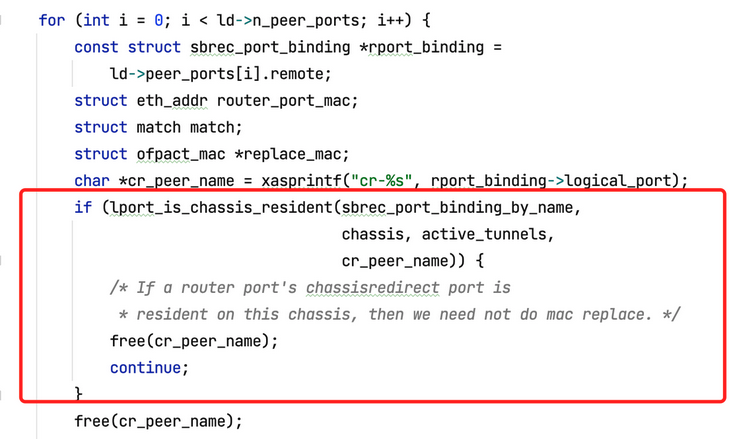 for (int i = 0; i < ld->n_peer_ports; i++) {
const struct sbrec_port_binding *rport_binding =
ld->peer_ports[i].remote;
struct eth_addr router_port_mac;
struct match match;
struct ofpact_mac *replace_mac;
char *cr_peer_name = xasprintf("cr-%s", rport_binding->logical_port);
if (lport_is_chassis_resident(sbrec_port_binding_by_name,
chassis, active_tunnels,
cr_peer_name)) {
/* If a router port's chassisredirect port is
* resident on this chassis, then we need not do mac replace. */
free(cr_peer_name);
continue;
}
free(cr_peer_name);